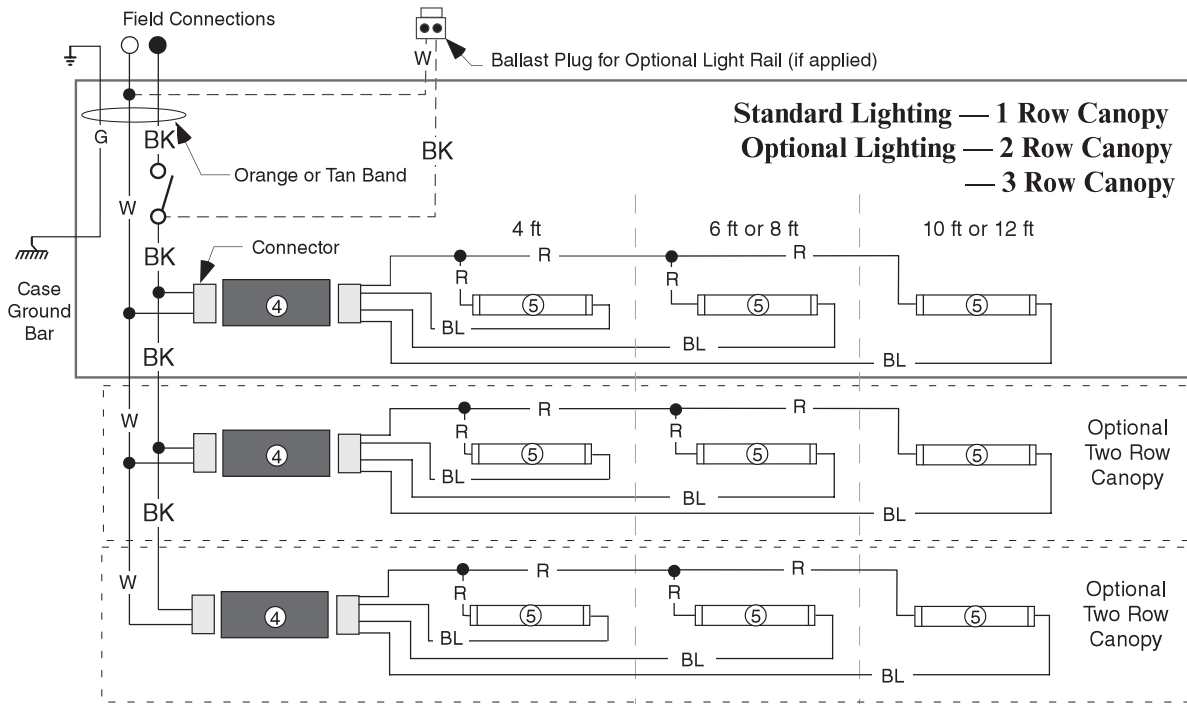 Field Connections
W
Ballast Plug for Optional Light Rail (if applied)
Standard Lighting — 1 Row Canopy
Optional Lighting — 2 Row Canopy
— 3 Row Canopy
G
BK
BK
Orange or Tan Band
W
BK
Connector
4 ft
6 ft or 8 ft
10 ft or 12 ft
Case
Ground
Bar
R
R
R
R
4
5
5
5
BL
BL
BL
BK
W
R
R
R
R
4
5
5
5
BL
BL
BL
Optional
Two Row
Canopy
BK
W
R
R
R
R
4
5
5
5
BL
BL
BL
Optional
Two Row
Canopy